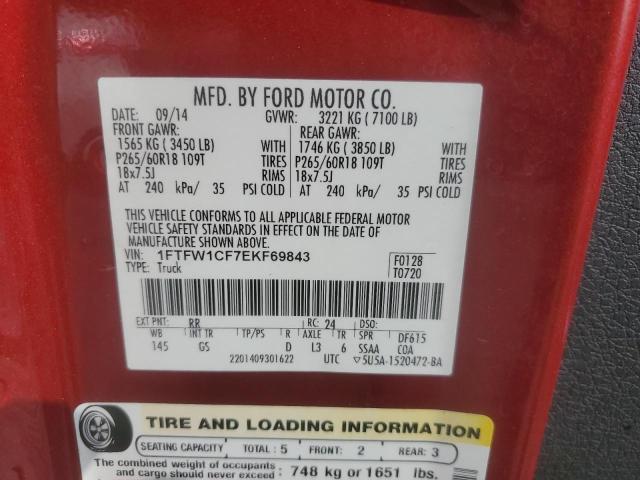 MFD. BY FORD MOTOR CO.
DATE: 09/14 GVWR: 3221 KG ( 7100 LB)
FRONT GAWR: REAR GAWR:
1565 KG ( 3450 LB) WITH 1746 KG ( 3850 LB) WITH
P265/60R18 109T TIRES P265/60R18 109T TIRES
18x7.5J RIMS 18x7.5J RIMS
AT 240 kPa/ 35 PSI COLD AT 240 kPa/ 35 PSI COLD
THIS VEHICLE CONFORMS TO ALL APPLICABLE FEDERAL MOTOR
VEHICLE SAFETY STANDARDS IN EFFECT ON THE DATE OF
MANUFACTURE SHOWN ABOVE.
VIN: 1FTFW1CF7EKF69843 F0128
TYPE: Truck T0720
EXT PNT: RR RC: 24 DSO:
WB INT TR TP/PS R AXLE TR SPR DF615
145 GS D L3 6 SSAA COA
2201409301622 UTC ▽5U5A-1520472-BA
TIRE AND LOADING INFORMATION
SEATING CAPACITY TOTAL : 5 FRONT: 2 REAR: 3
The combined weight of occupants
and cargo should never exceed : 748 kg or 1651 lbs.